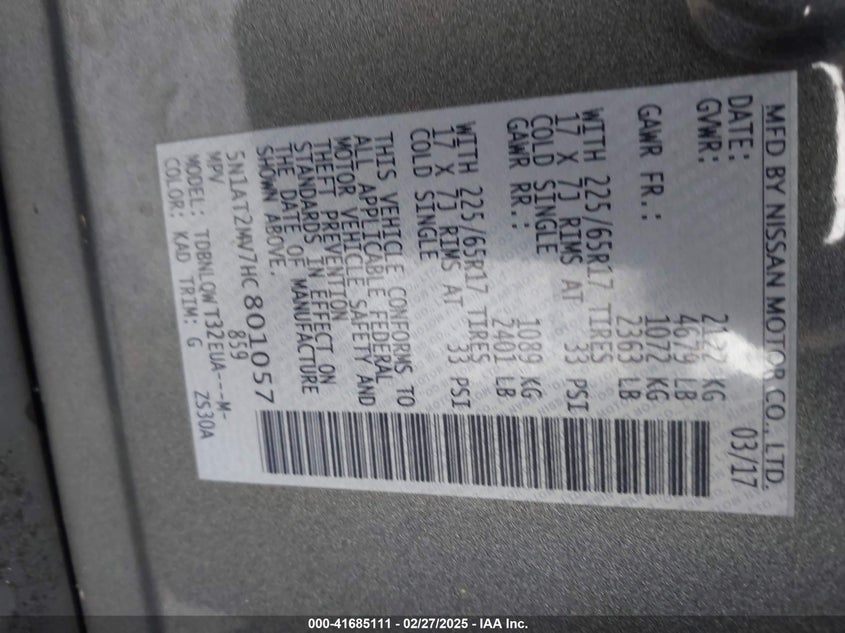 MFD BY NISSAN MOTOR CO., LTD.
DATE: 03/17
GVWR: 2122 KG
4679 LB
GAWR FR.: 1072 KG
2363 LB
WITH 225/65R17 TIRES
17 X 7J RIMS AT 33 PSI
COLD SINGLE
GAWR RR.: 1089 KG
2401 LB
WITH 225/65R17 TIRES
17 X 7J RIMS AT 33 PSI
COLD SINGLE
THIS VEHICLE CONFORMS TO
ALL APPLICABLE FEDERAL
MOTOR VEHICLE SAFETY AND
THEFT PREVENTION
STANDARDS IN EFFECT ON
THE DATE OF MANUFACTURE
SHOWN ABOVE.
5N1AT2MV7HC801057
MPV 859
MODEL: TDBNLQWT32EUA---M-
COLOR: KAD TRIM: G ZS30A
000-41685111 - 02/27/2025 - IAA Inc.